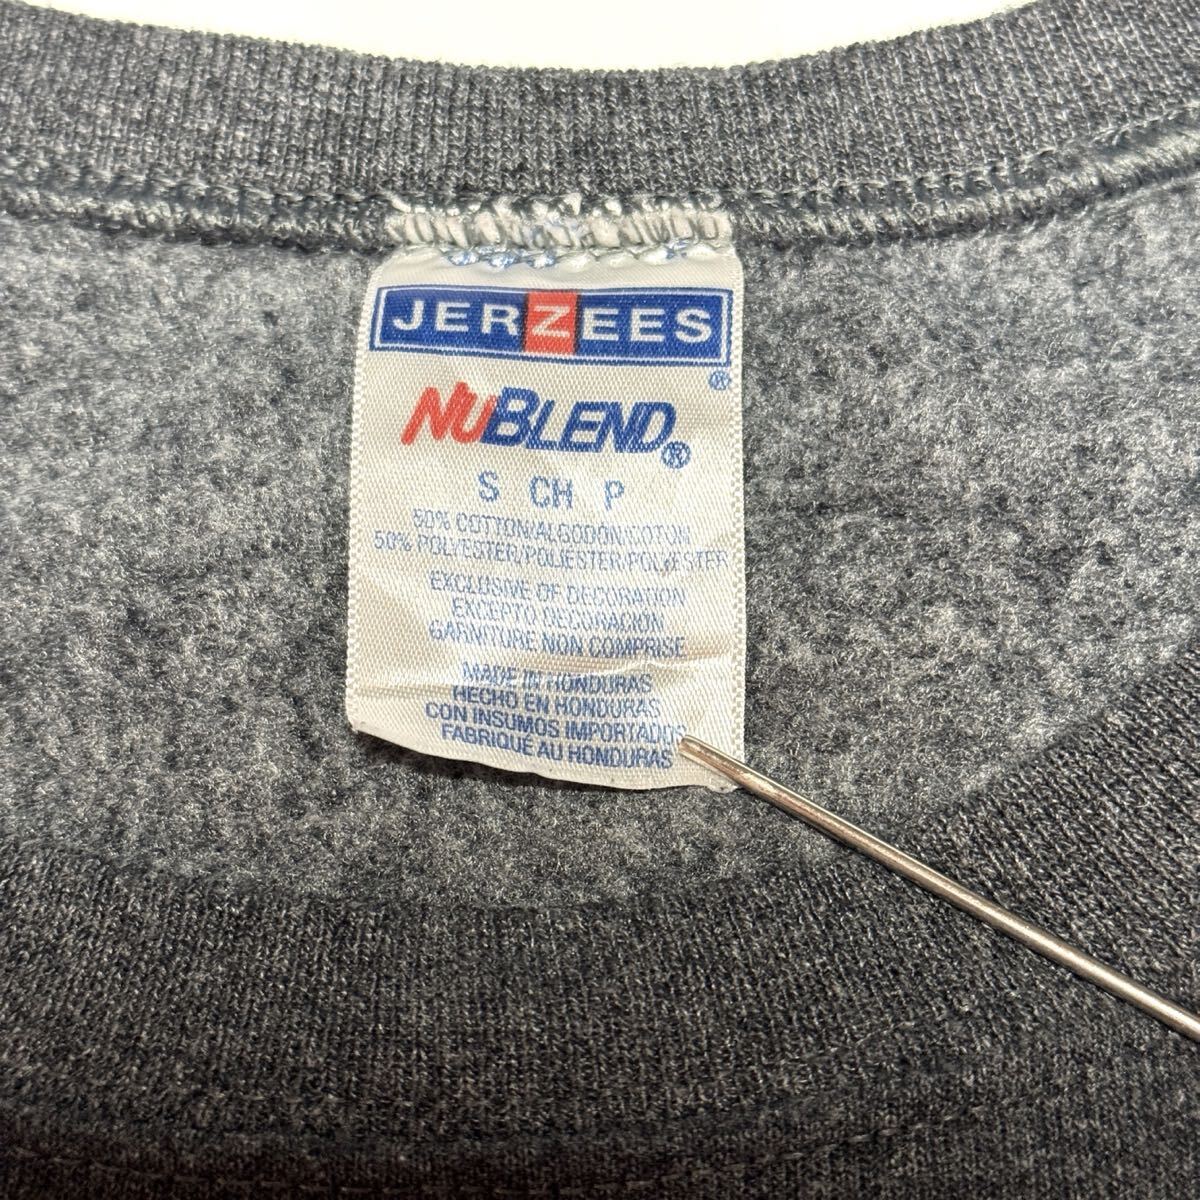 JERZEES
®
NUBLEND®
S CH P
50% COTTON/ALGODON/COTON
50% POLYESTER/POLIESTER/POLYESTER
EXCLUSIVE OF DECORATION
EXCEPTO DECORACION
GARNITURE NON COMPRISE
MADE IN HONDURAS
HECHO EN HONDURAS
CON INSUMOS IMPORTADOS
FABRIQUÉ AU HONDURAS